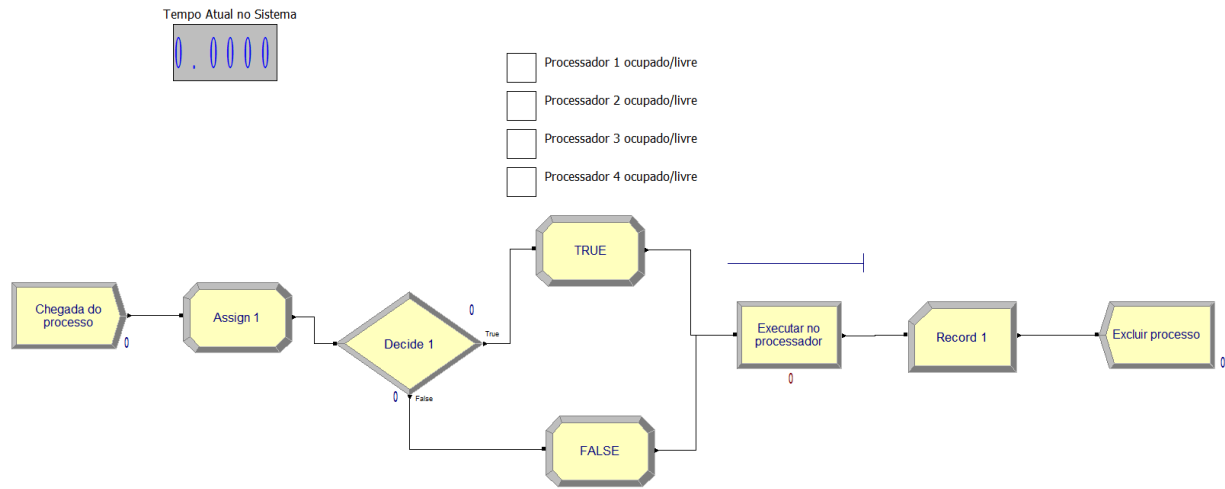 Tempo Atual no Sistema
0.0000
Processador 1 ocupado/livre
Processador 2 ocupado/livre
Processador 3 ocupado/livre
Processador 4 ocupado/livre
TRUE
Chegada do
processo
0
Assign 1
Decide 1
0
True
0
False
FALSE
Executar no
processador
0
Record 1
Excluir processo
0